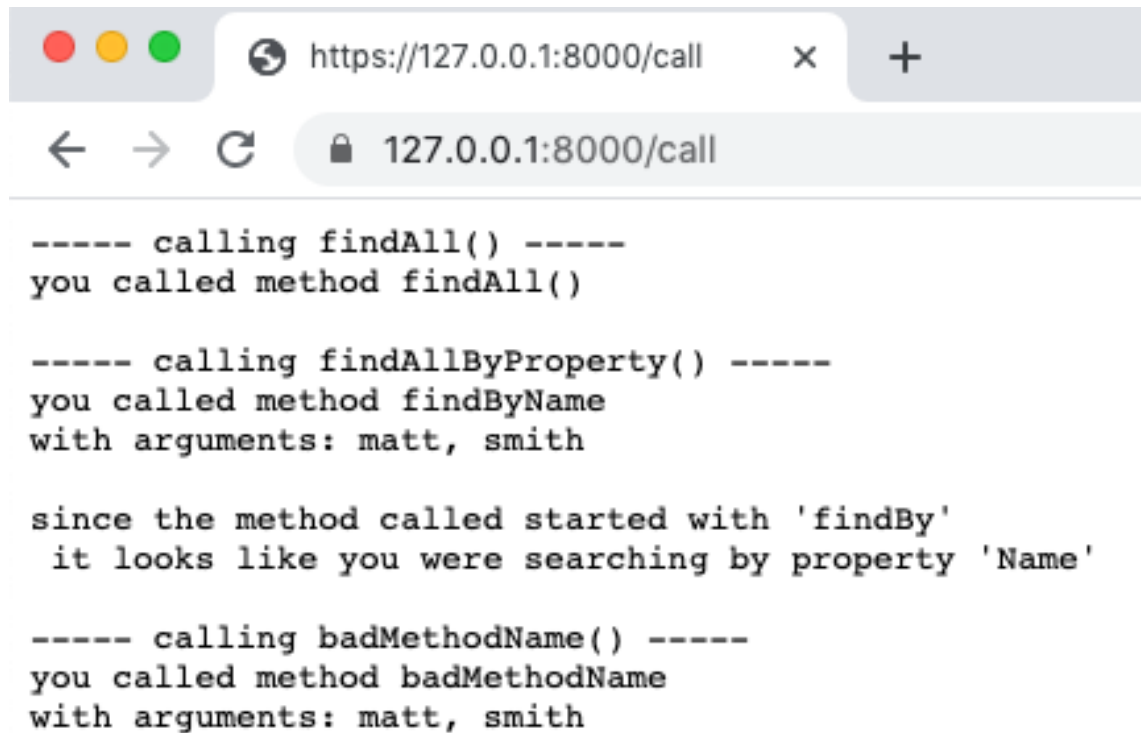 https://127.0.0.1:8000/call
127.0.0.1:8000/call
----- calling findAll() -----
you called method findAll()
----- calling findAllByProperty() -----
you called method findByName
with arguments: matt, smith
since the method called started with 'findBy'
it looks like you were searching by property 'Name'
----- calling badMethodName() -----
you called method badMethodName
with arguments: matt, smith